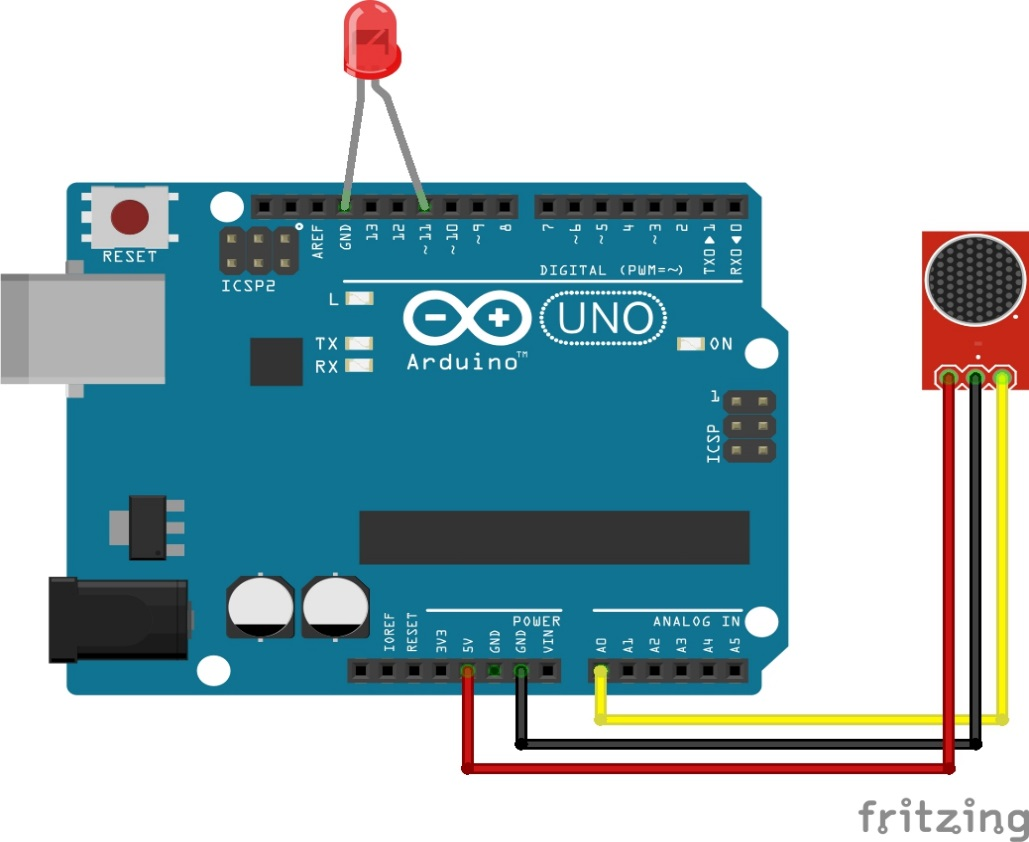 RESET
ICSP2
AREF
GND
13
12
~11
~10
~9
8
7
~6
~5
4
~3
2
TX0▶1
RX0◀0
DIGITAL (PWM=~)
L
TX
RX
Arduino™
UNO
ON
1
ICSP
POWER
ANALOG IN
IOREF
RESET
3V3
5V
GND
GND
VIN
A0
A1
A2
A3
A4
A5
fritzing